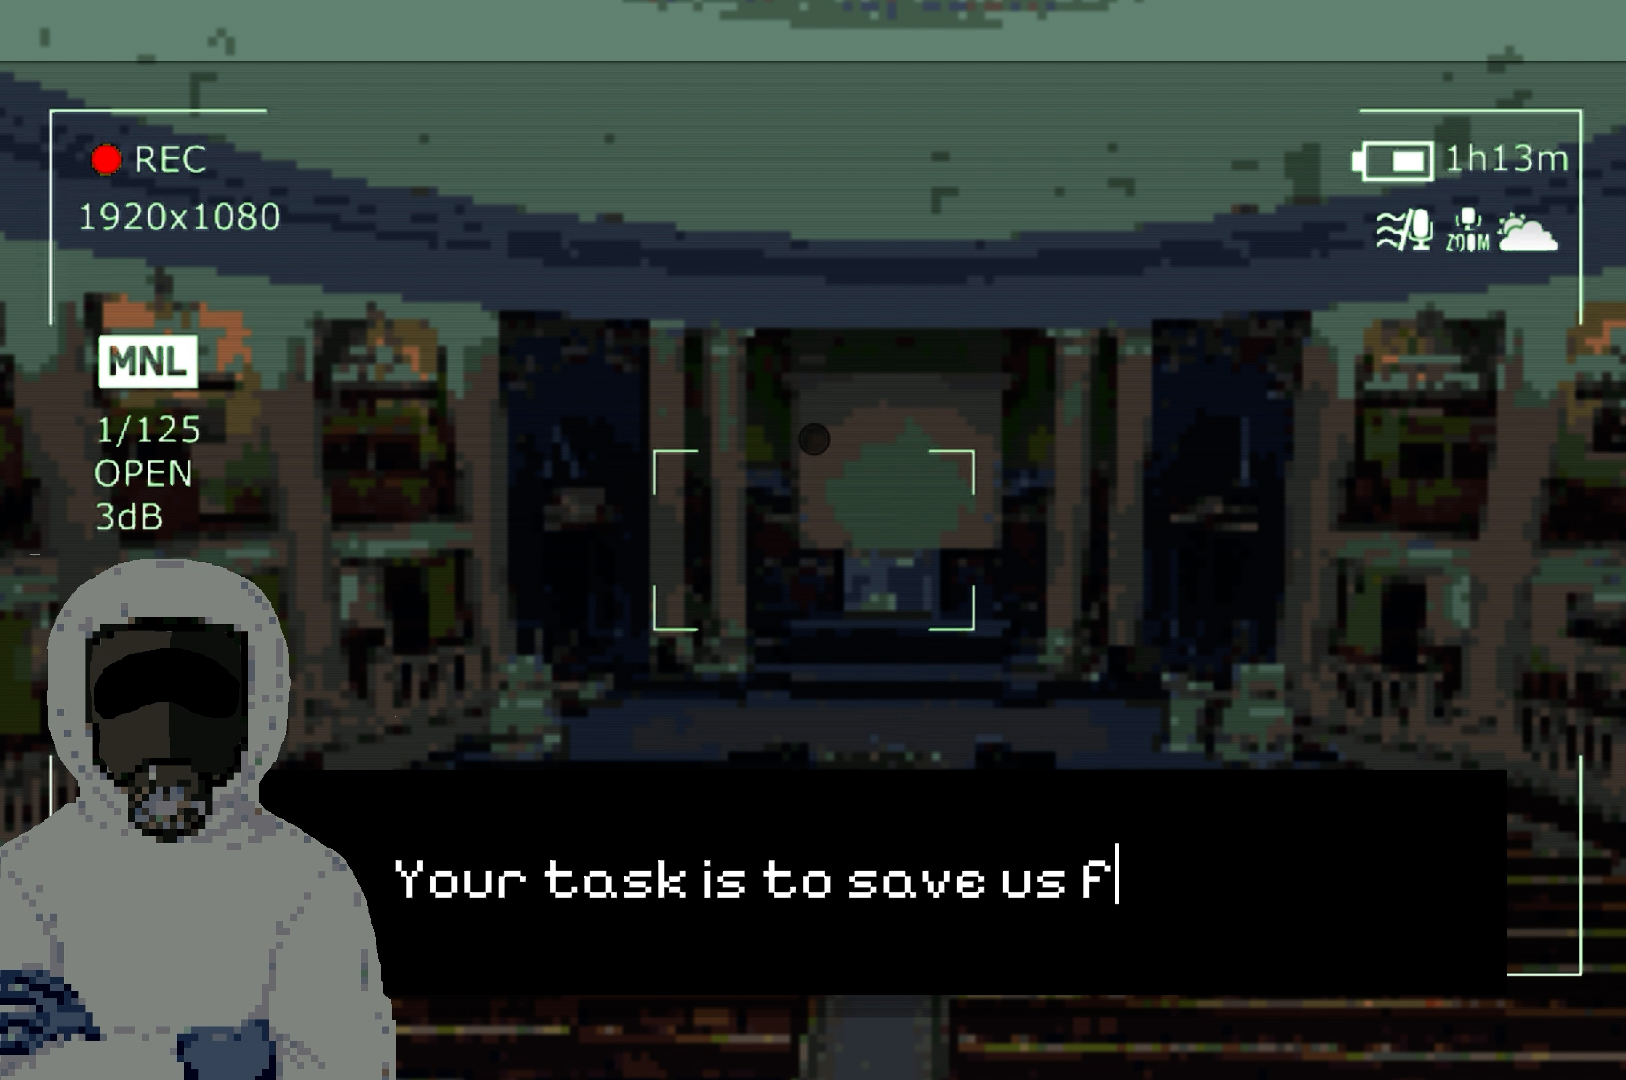 REC
1920x1080
1h13m
ZOOM
MNL
1/125
OPEN
3dB
Your task is to save us f